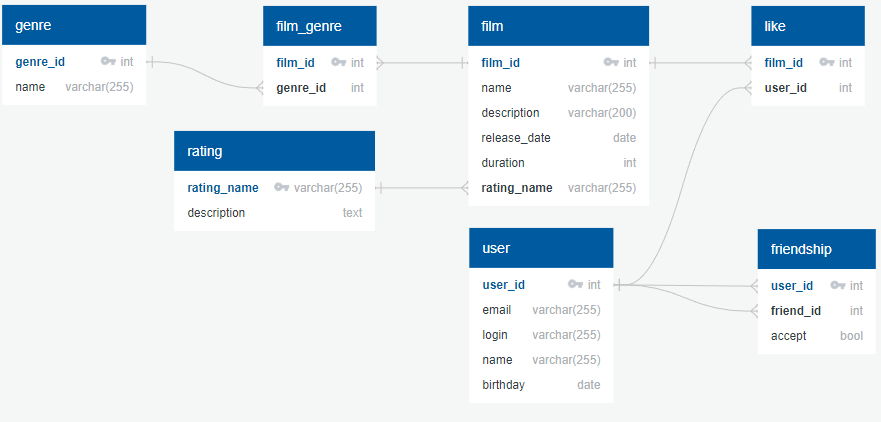 genre
genre_id int
name varchar(255)
film_genre
film_id int
genre_id int
film
film_id int
name varchar(255)
description varchar(200)
release_date date
duration int
rating_name varchar(255)
like
film_id int
user_id int
rating
rating_name varchar(255)
description text
user
user_id int
email varchar(255)
login varchar(255)
name varchar(255)
birthday date
friendship
user_id int
friend_id int
accept bool